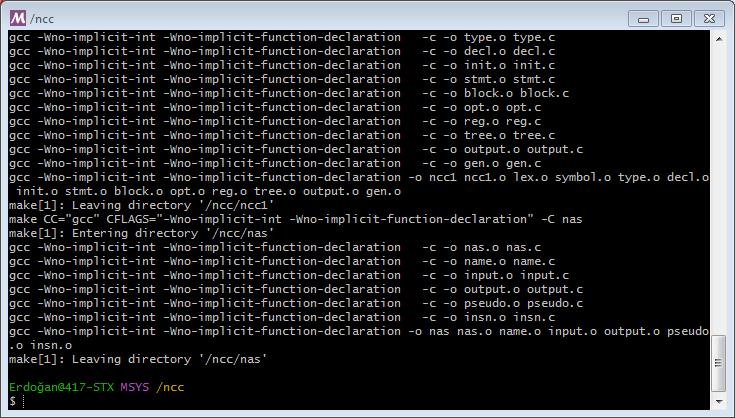 /ncc
gcc -Wno-implicit-int -Wno-implicit-function-declaration   -c -o type.o type.c
gcc -Wno-implicit-int -Wno-implicit-function-declaration   -c -o decl.o decl.c
gcc -Wno-implicit-int -Wno-implicit-function-declaration   -c -o init.o init.c
gcc -Wno-implicit-int -Wno-implicit-function-declaration   -c -o stmt.o stmt.c
gcc -Wno-implicit-int -Wno-implicit-function-declaration   -c -o block.o block.c
gcc -Wno-implicit-int -Wno-implicit-function-declaration   -c -o opt.o opt.c
gcc -Wno-implicit-int -Wno-implicit-function-declaration   -c -o reg.o reg.c
gcc -Wno-implicit-int -Wno-implicit-function-declaration   -c -o tree.o tree.c
gcc -Wno-implicit-int -Wno-implicit-function-declaration   -c -o output.o output.c
gcc -Wno-implicit-int -Wno-implicit-function-declaration   -c -o gen.o gen.c
gcc -Wno-implicit-int -Wno-implicit-function-declaration -o ncc1 ncc1.o lex.o symbol.o type.o decl.o
 init.o stmt.o block.o opt.o reg.o tree.o output.o gen.o
make[1]: Leaving directory '/ncc/ncc1'
make CC="gcc" CFLAGS="-Wno-implicit-int -Wno-implicit-function-declaration" -C nas
make[1]: Entering directory '/ncc/nas'
gcc -Wno-implicit-int -Wno-implicit-function-declaration   -c -o nas.o nas.c
gcc -Wno-implicit-int -Wno-implicit-function-declaration   -c -o name.o name.c
gcc -Wno-implicit-int -Wno-implicit-function-declaration   -c -o input.o input.c
gcc -Wno-implicit-int -Wno-implicit-function-declaration   -c -o output.o output.c
gcc -Wno-implicit-int -Wno-implicit-function-declaration   -c -o pseudo.o pseudo.c
gcc -Wno-implicit-int -Wno-implicit-function-declaration   -c -o insn.o insn.c
gcc -Wno-implicit-int -Wno-implicit-function-declaration -o nas nas.o name.o input.o output.o pseudo
.o insn.o
make[1]: Leaving directory '/ncc/nas'
Erdoğan@417-STX MSYS /ncc
$